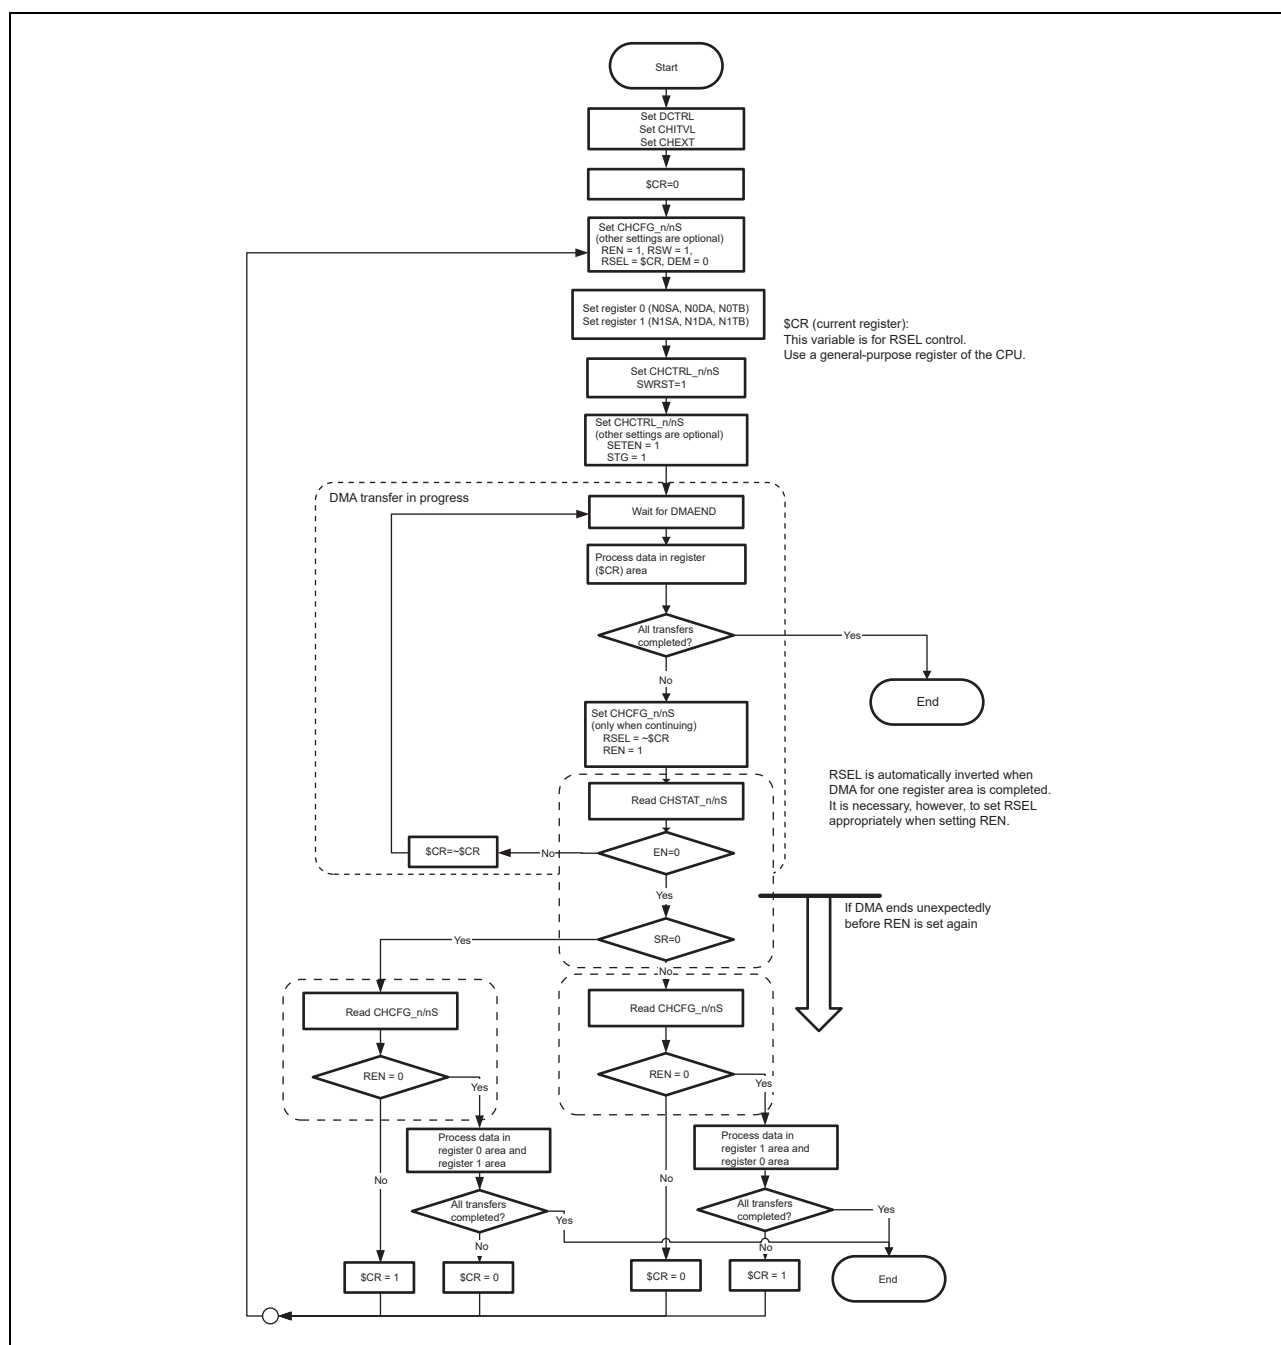 Start
Set DCTRL
Set CHITVL
Set CHEXT
$CR=0
Set CHCFG_n/nS
(other settings are optional)
REN = 1, RSW = 1,
RSEL = $CR, DEM = 0
Set register 0 (N0SA, N0DA, N0TB)
Set register 1 (N1SA, N1DA, N1TB)
$CR (current register):
This variable is for RSEL control.
Use a general-purpose register of the CPU.
Set CHCTRL_n/nS
SWRST=1
Set CHCTRL_n/nS
(other settings are optional)
SETEN = 1
STG = 1
DMA transfer in progress
Wait for DMAEND
Process data in register
($CR) area
All transfers
completed?
Yes
No
End
Set CHCFG_n/nS
(only when continuing)
RSEL = ~$CR
REN = 1
RSEL is automatically inverted when
DMA for one register area is completed.
It is necessary, however, to set RSEL
appropriately when setting REN.
Read CHSTAT_n/nS
$CR=~$CR
No
EN=0
Yes
If DMA ends unexpectedly
before REN is set again
Yes
SR=0
No
Read CHCFG_n/nS
Read CHCFG_n/nS
REN = 0
Yes
REN = 0
Yes
Process data in
register 0 area and
register 1 area
Process data in
register 1 area and
register 0 area
No
No
All transfers
completed?
Yes
All transfers
completed?
Yes
No
No
$CR = 1
$CR = 0
$CR = 0
$CR = 1
End